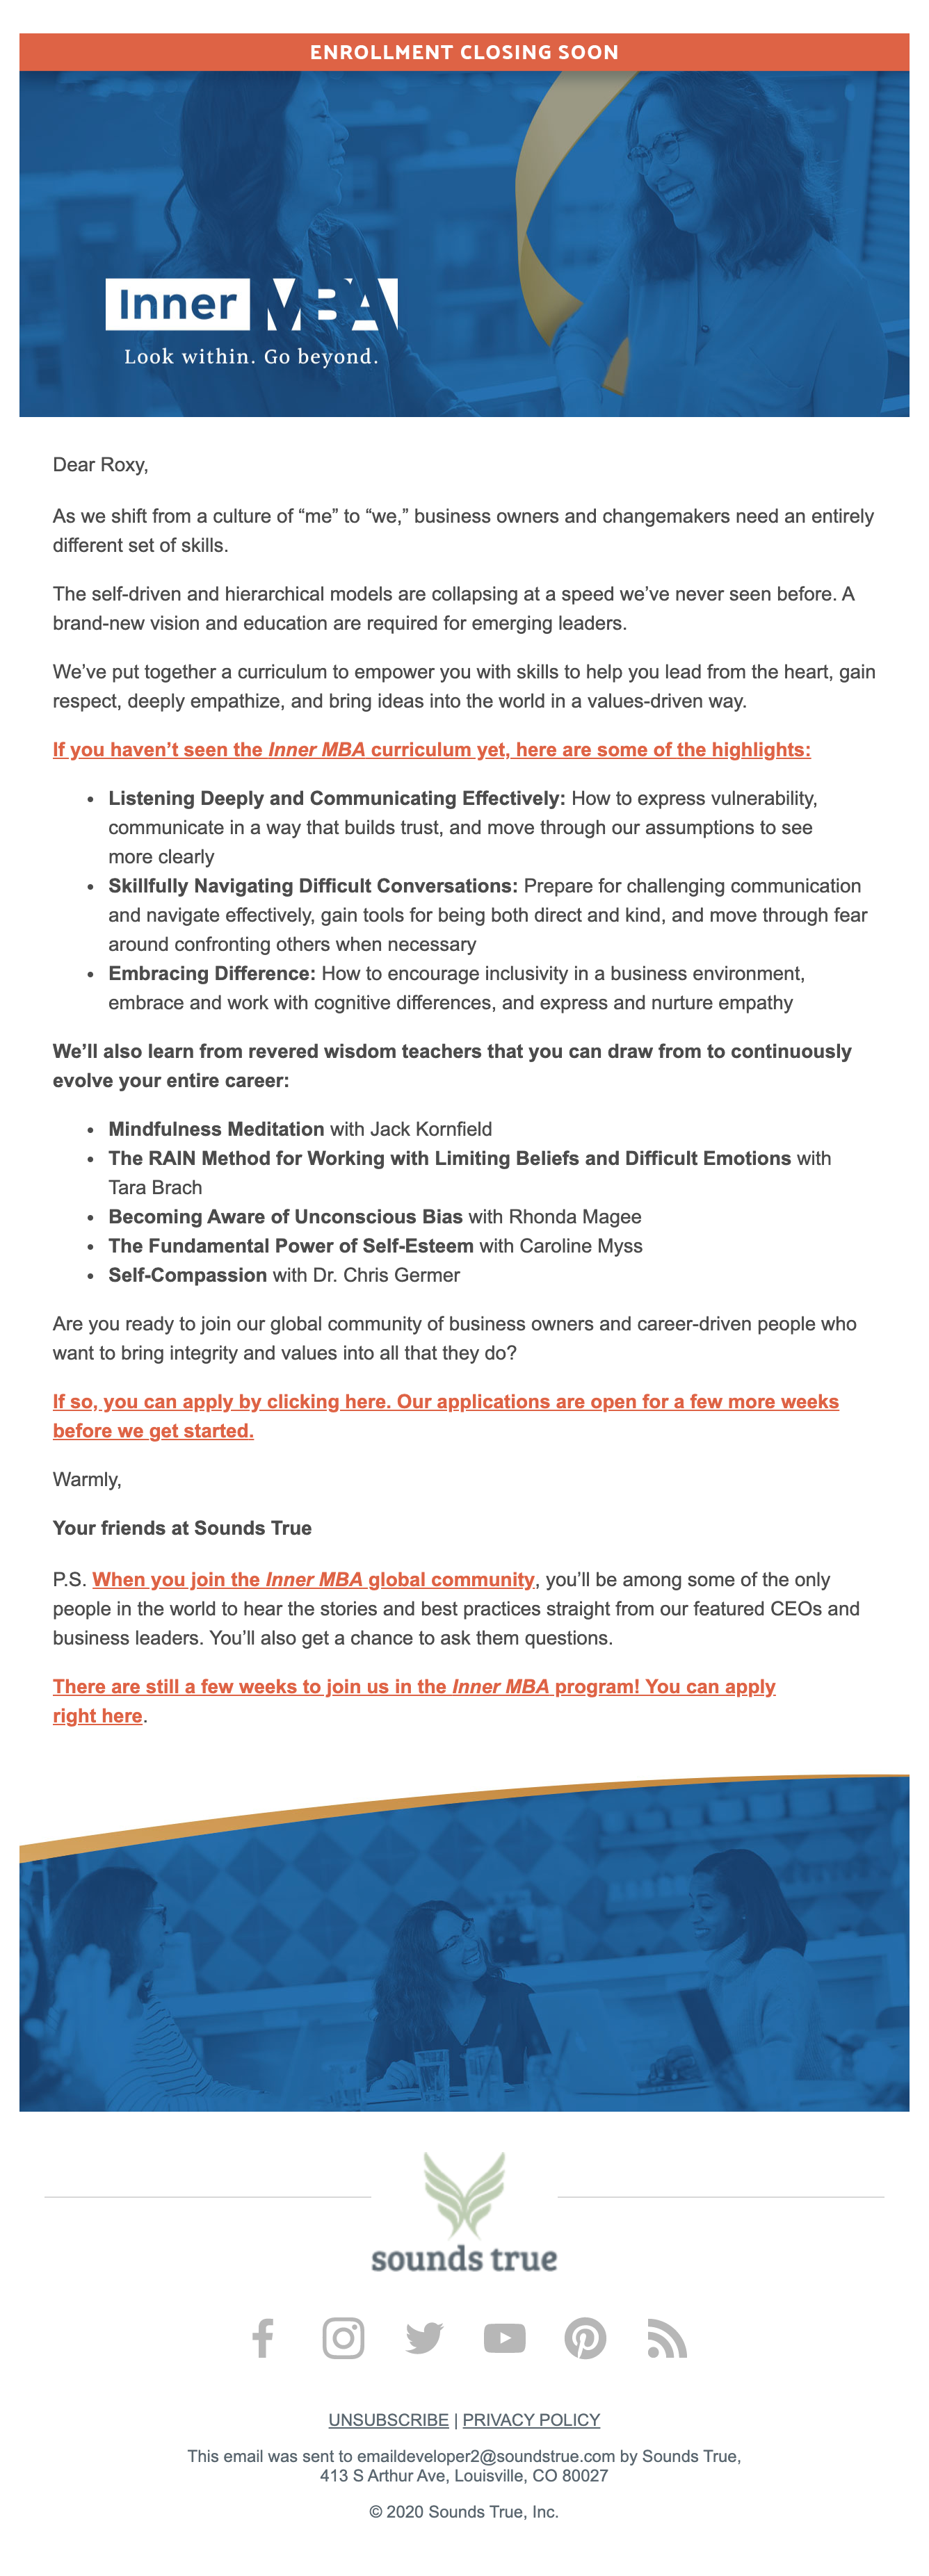 ENROLLMENT CLOSING SOON
Inner MBA
Look within. Go beyond.
Dear Roxy,
As we shift from a culture of “me” to “we,” business owners and changemakers need an entirely
different set of skills.
The self-driven and hierarchical models are collapsing at a speed we’ve never seen before. A
brand-new vision and education are required for emerging leaders.
We’ve put together a curriculum to empower you with skills to help you lead from the heart, gain
respect, deeply empathize, and bring ideas into the world in a values-driven way.
If you haven’t seen the Inner MBA curriculum yet, here are some of the highlights:
• Listening Deeply and Communicating Effectively: How to express vulnerability,
communicate in a way that builds trust, and move through our assumptions to see
more clearly
• Skillfully Navigating Difficult Conversations: Prepare for challenging communication
and navigate effectively, gain tools for being both direct and kind, and move through fear
around confronting others when necessary
• Embracing Difference: How to encourage inclusivity in a business environment,
embrace and work with cognitive differences, and express and nurture empathy
We’ll also learn from revered wisdom teachers that you can draw from to continuously
evolve your entire career:
• Mindfulness Meditation with Jack Kornfield
• The RAIN Method for Working with Limiting Beliefs and Difficult Emotions with
Tara Brach
• Becoming Aware of Unconscious Bias with Rhonda Magee
• The Fundamental Power of Self-Esteem with Caroline Myss
• Self-Compassion with Dr. Chris Germer
Are you ready to join our global community of business owners and career-driven people who
want to bring integrity and values into all that they do?
If so, you can apply by clicking here. Our applications are open for a few more weeks
before we get started.
Warmly,
Your friends at Sounds True
P.S. When you join the Inner MBA global community, you’ll be among some of the only
people in the world to hear the stories and best practices straight from our featured CEOs and
business leaders. You’ll also get a chance to ask them questions.
There are still a few weeks to join us in the Inner MBA program! You can apply
right here.
sounds true
UNSUBSCRIBE | PRIVACY POLICY
This email was sent to emaildeveloper2@soundstrue.com by Sounds True,
413 S Arthur Ave, Louisville, CO 80027
© 2020 Sounds True, Inc.